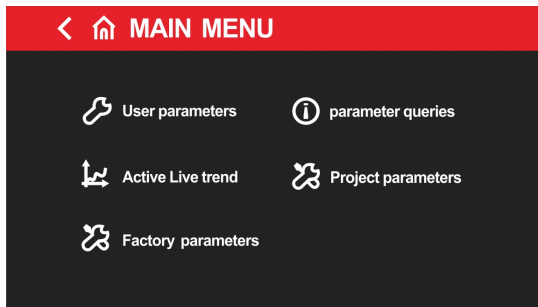 MAIN MENU
User parameters
parameter queries
Active Live trend
Project parameters
Factory parameters